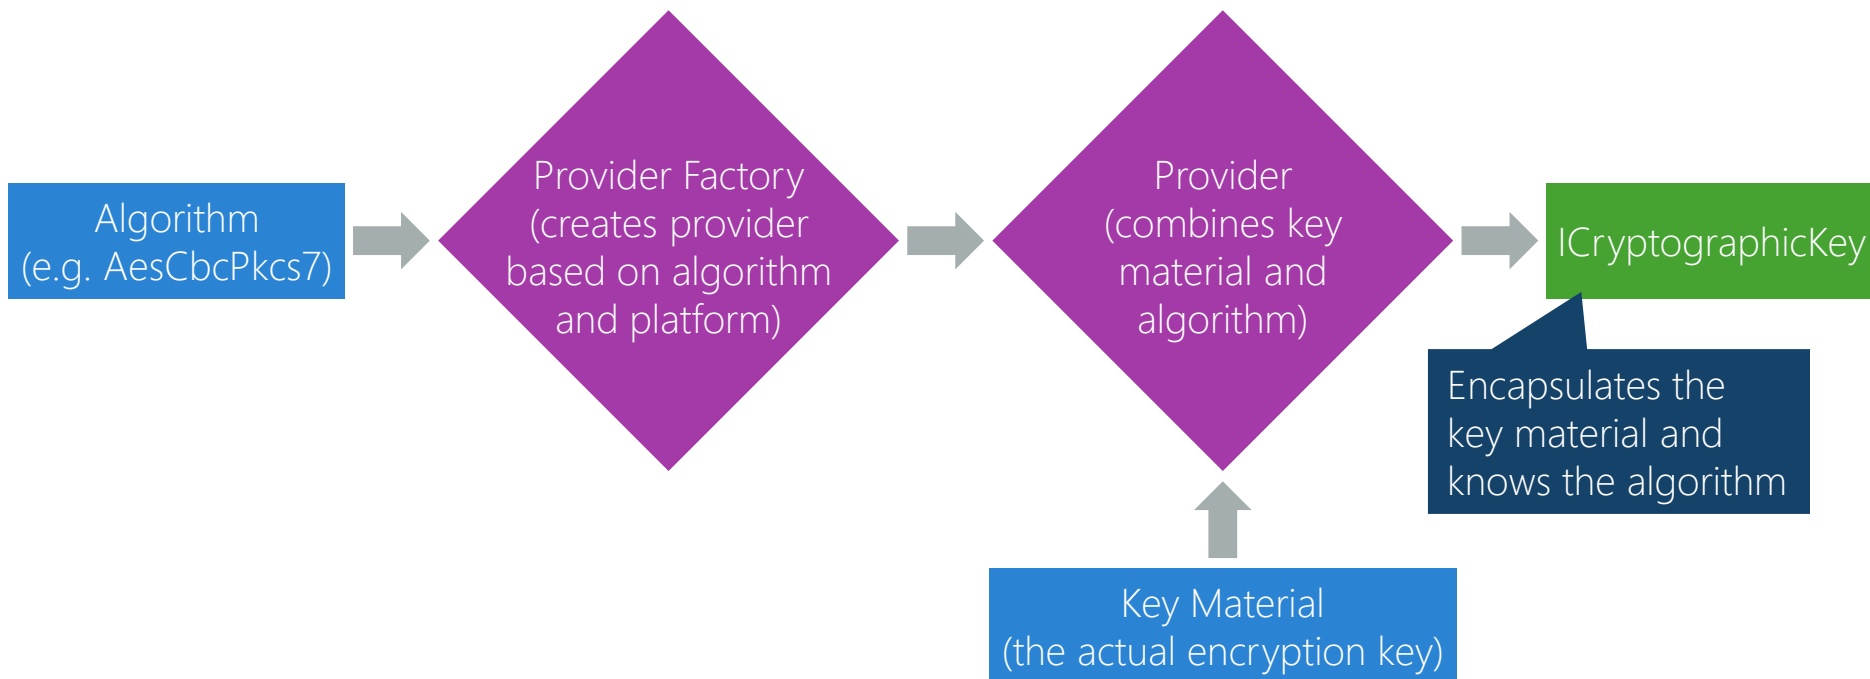 Algorithm
(e.g. AesCbcPkcs7)
Provider Factory
(creates provider
based on algorithm
and platform)
Provider
(combines key
material and
algorithm)
ICryptographicKey
Encapsulates the
key material and
knows the algorithm
Key Material
(the actual encryption key)